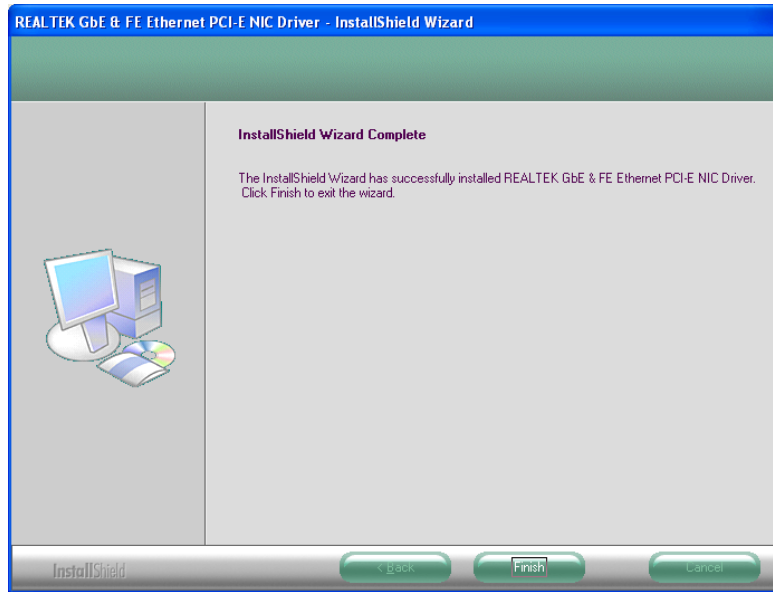 REALTEK GbE & FE Ethernet PCI-E NIC Driver - InstallShield Wizard
InstallShield Wizard Complete
The InstallShield Wizard has successfully installed REALTEK GbE & FE Ethernet PCI-E NIC Driver.
Click Finish to exit the wizard.
InstallShield
< Back
Finish
Cancel